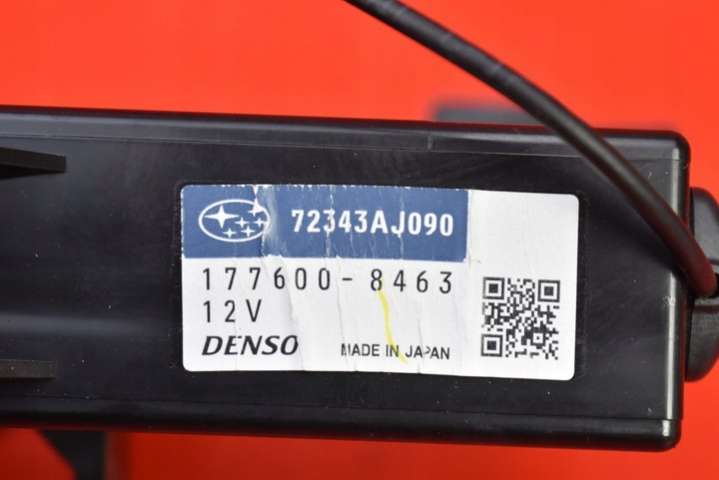 72343AJ090
177600-8463
12V
DENSO MADE IN JAPAN